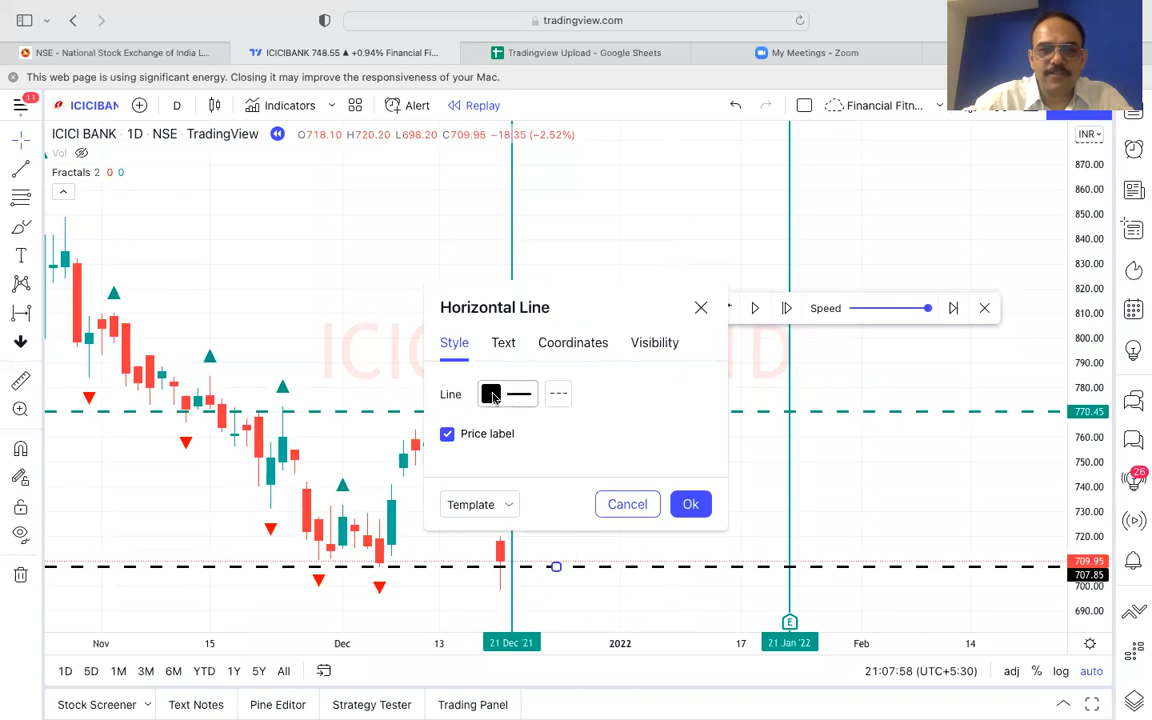 tradingview.com
NSE - National Stock Exchange of India L...
ICICIBANK 748.55 ▲ +0.94% Financial Fi...
Tradingview Upload - Google Sheets
My Meetings - Zoom
This web page is using significant energy. Closing it may improve the responsiveness of your Mac.
11
ICICIBAN
D
Indicators
Alert
Replay
Financial Fitn...
ICICI BANK · 1D · NSE · TradingView
O718.10 H720.20 L698.20 C709.95 −18.35 (−2.52%)
INR
Vol
Fractals 2 0 0
870.00
860.00
850.00
840.00
830.00
820.00
810.00
800.00
790.00
780.00
770.45
760.00
750.00
740.00
730.00
720.00
709.95
707.85
700.00
690.00
Speed
Horizontal Line
Style
Text
Coordinates
Visibility
Line
Price label
Template
Cancel
Ok
26
Nov
15
Dec
13
21 Dec '21
2022
17
E
21 Jan '22
Feb
14
1D 5D 1M 3M 6M YTD 1Y 5Y All
21:07:58 (UTC+5:30)
adj % log auto
Stock Screener
Text Notes
Pine Editor
Strategy Tester
Trading Panel